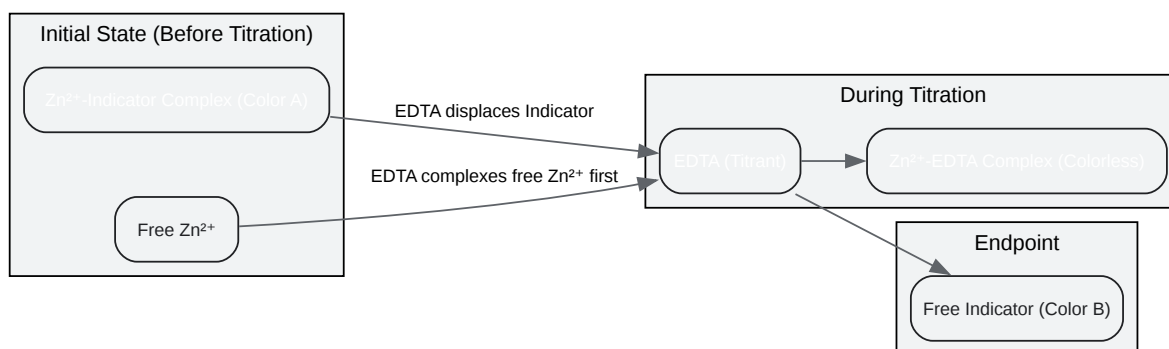 Initial State (Before Titration)
Zn²⁺-Indicator Complex (Color A)
Free Zn²⁺
EDTA displaces Indicator
EDTA complexes free Zn²⁺ first
During Titration
EDTA (Titrant)
Zn²⁺-EDTA Complex (Colorless)
Endpoint
Free Indicator (Color B)